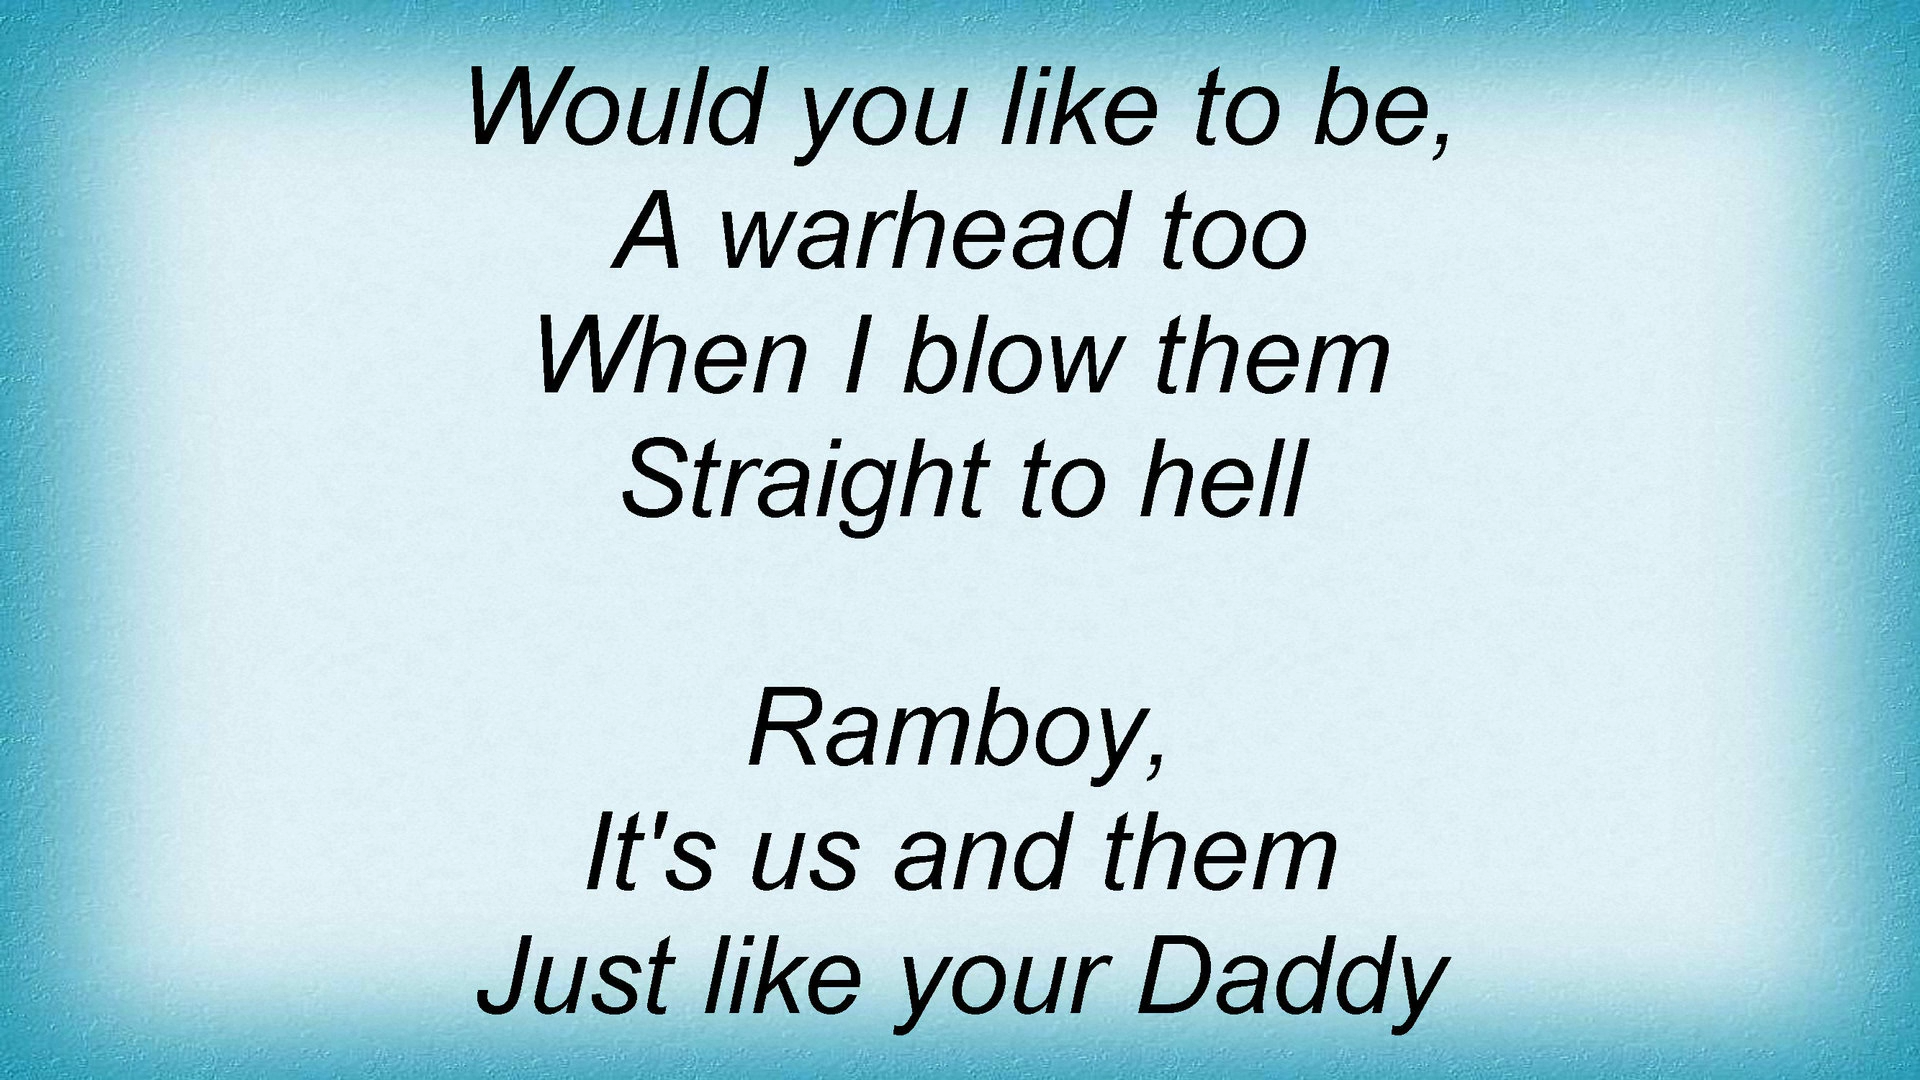 Would you like to be,
A warhead too
When I blow them
Straight to hell
Ramboy,
It's us and them
Just like your Daddy